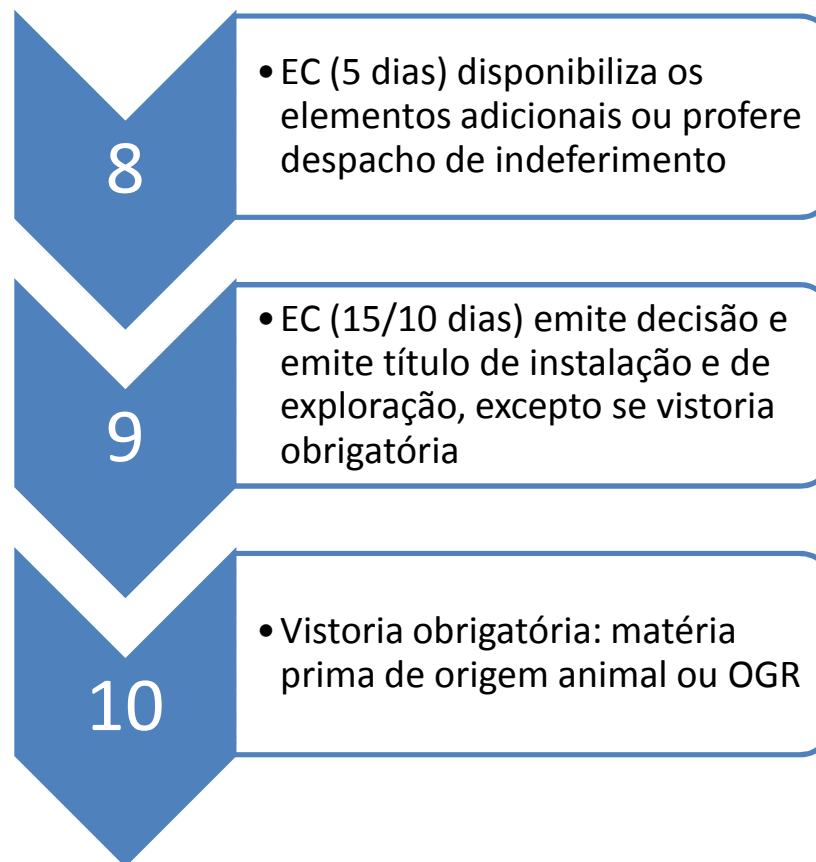 8
• EC (5 dias) disponibiliza os
elementos adicionais ou profere
despacho de indeferimento
9
• EC (15/10 dias) emite decisão e
emite título de instalação e de
exploração, excepto se vistoria
obrigatória
10
• Vistoria obrigatória: matéria
prima de origem animal ou OGR